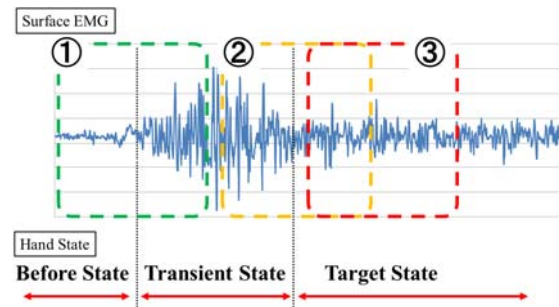 Surface EMG
① ② ③
Hand State
Before State Transient State Target State